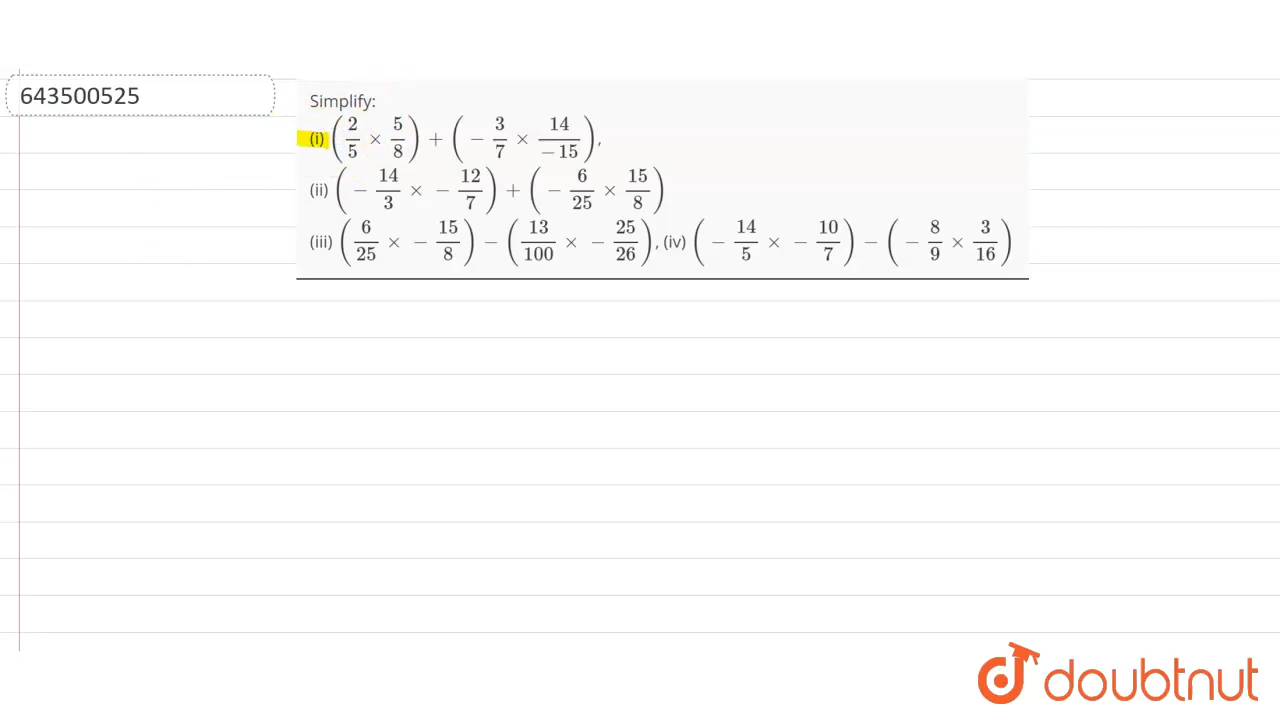 643500525
Simplify:
(i) (2/5 × 5/8) + (− 3/7 × 14/−15),
(ii) (− 14/3 × − 12/7) + (− 6/25 × 15/8)
(iii) (6/25 × − 15/8) − (13/100 × − 25/26), (iv) (− 14/5 × − 10/7) − (− 8/9 × 3/16)
doubtnut